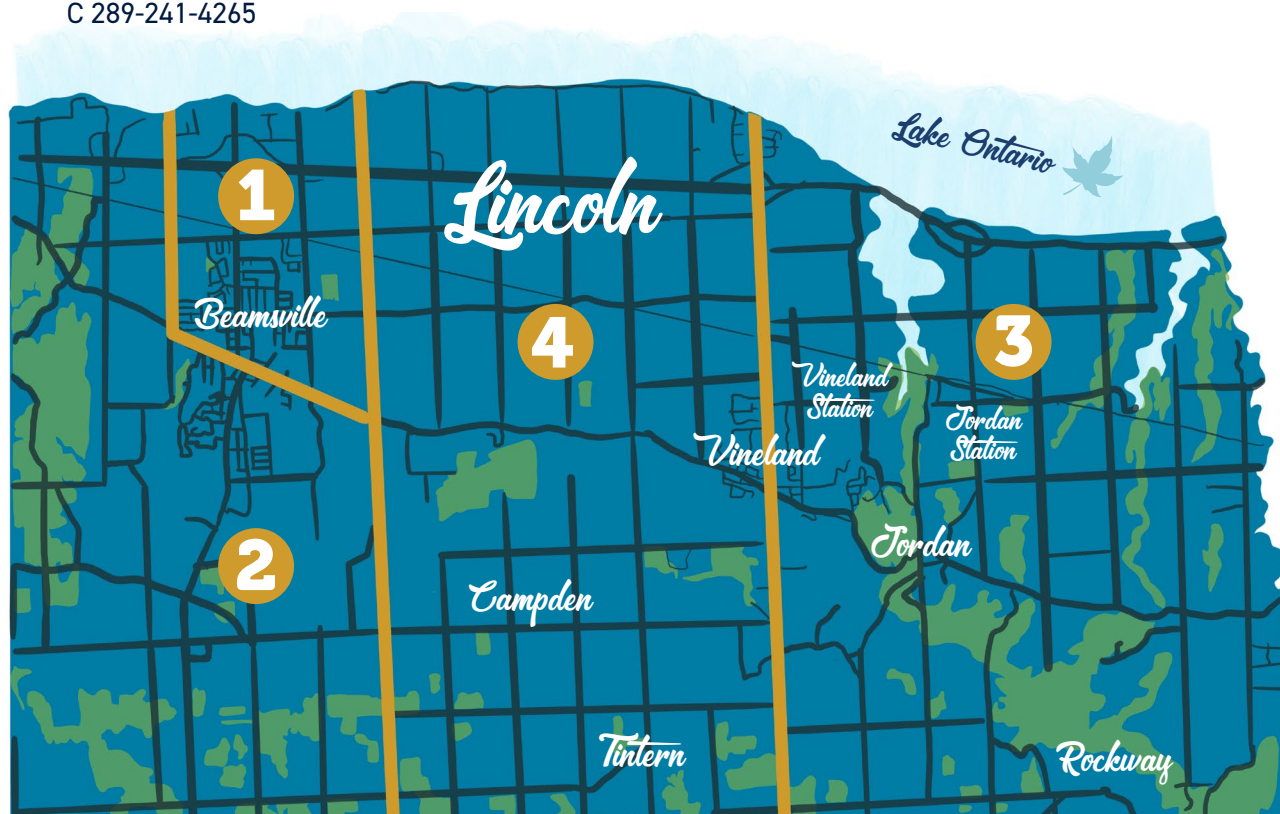 C 289-241-4265
Lake Ontario
1
Lincoln
Beamsville
4
3
Vineland
Station
Jordan
Station
Vineland
Jordan
2
Campden
Tintern
Rockway